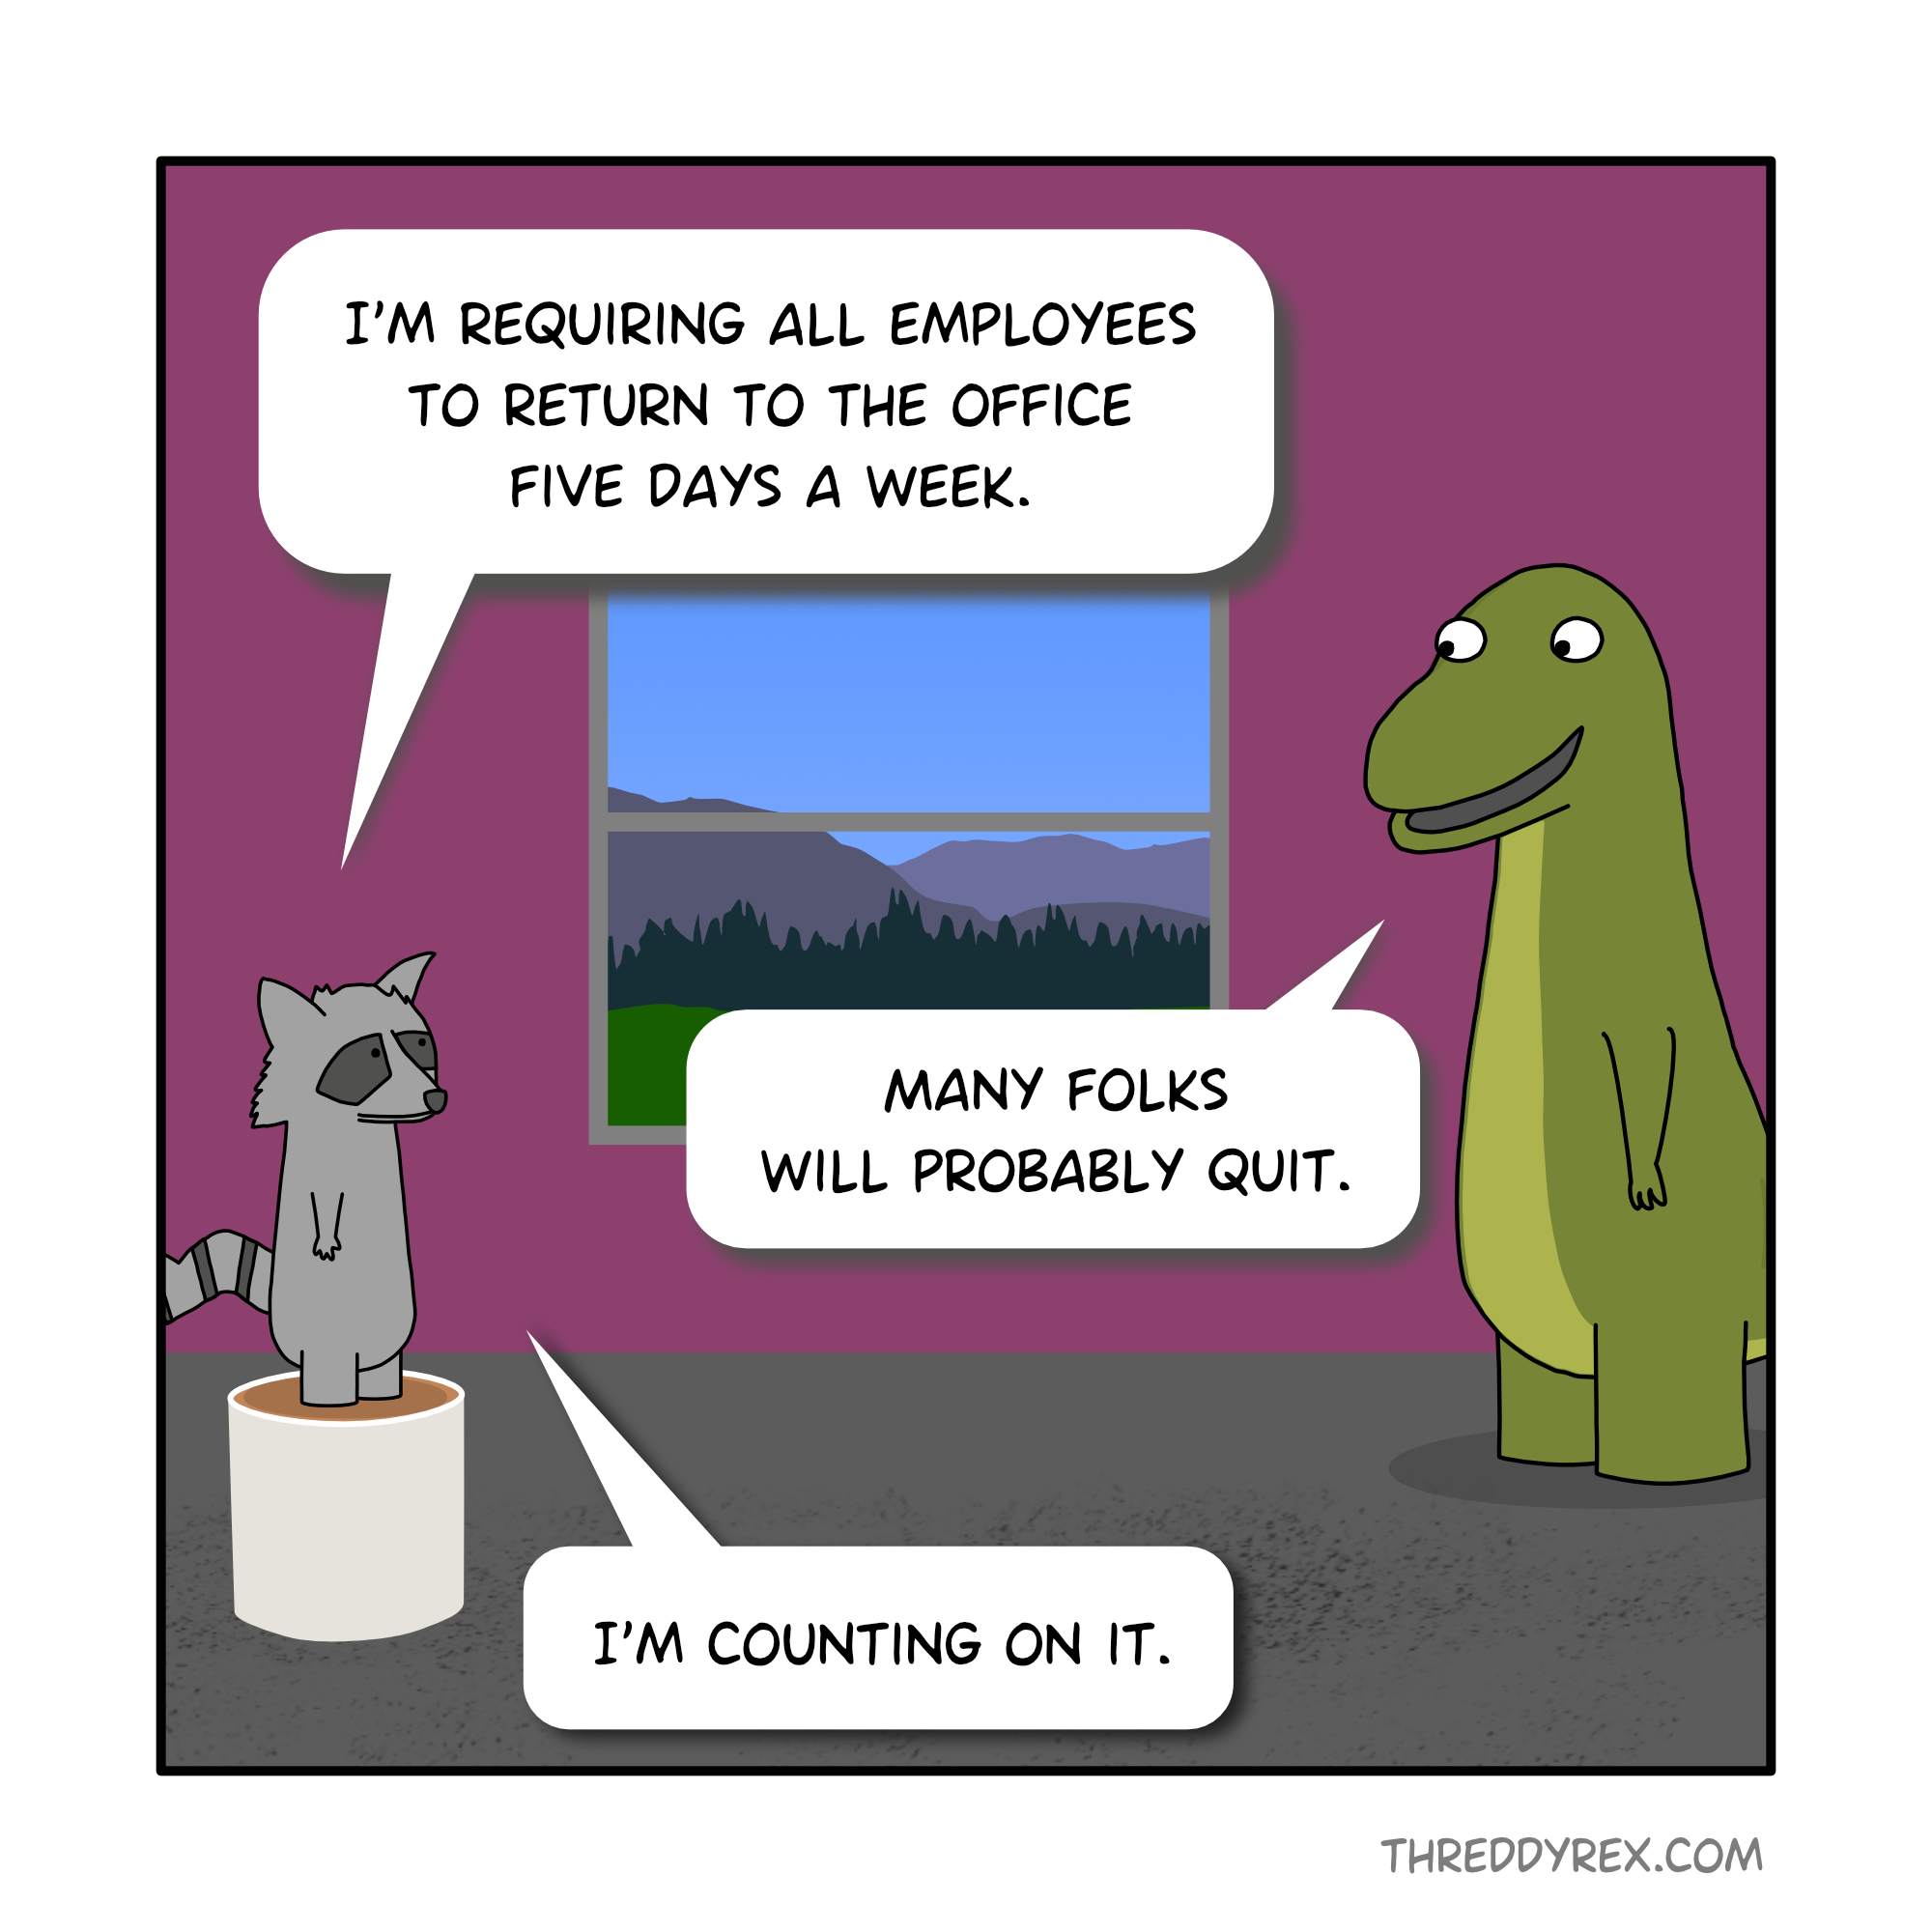 I'M REQUIRING ALL EMPLOYEES
TO RETURN TO THE OFFICE
FIVE DAYS A WEEK.
MANY FOLKS
WILL PROBABLY QUIT.
I'M COUNTING ON IT.
THREDDYREX.COM